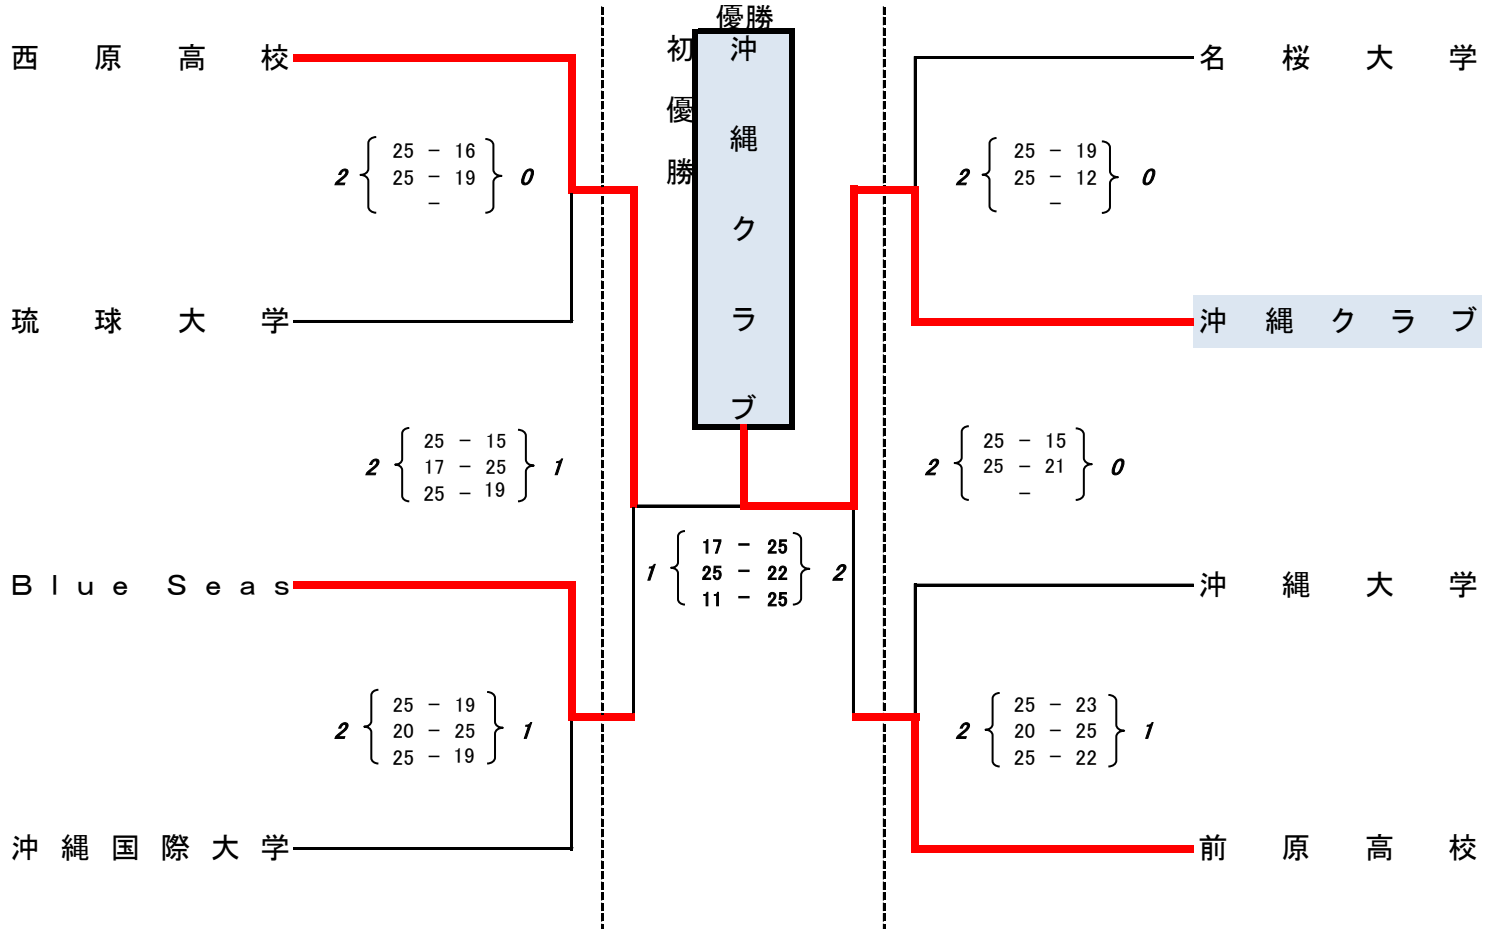 優勝
初優勝
沖縄クラブ
西原高校
名桜大学
2 25 - 16 0
25 - 19
-
2 25 - 19 0
25 - 12
-
琉球大学
沖縄クラブ
2 25 - 15 1
17 - 25
25 - 19
2 25 - 15 0
25 - 21
-
1 17 - 25 2
25 - 22
11 - 25
Blue Seas
沖縄大学
2 25 - 19 1
20 - 25
25 - 19
2 25 - 23 1
20 - 25
25 - 22
沖縄国際大学
前原高校